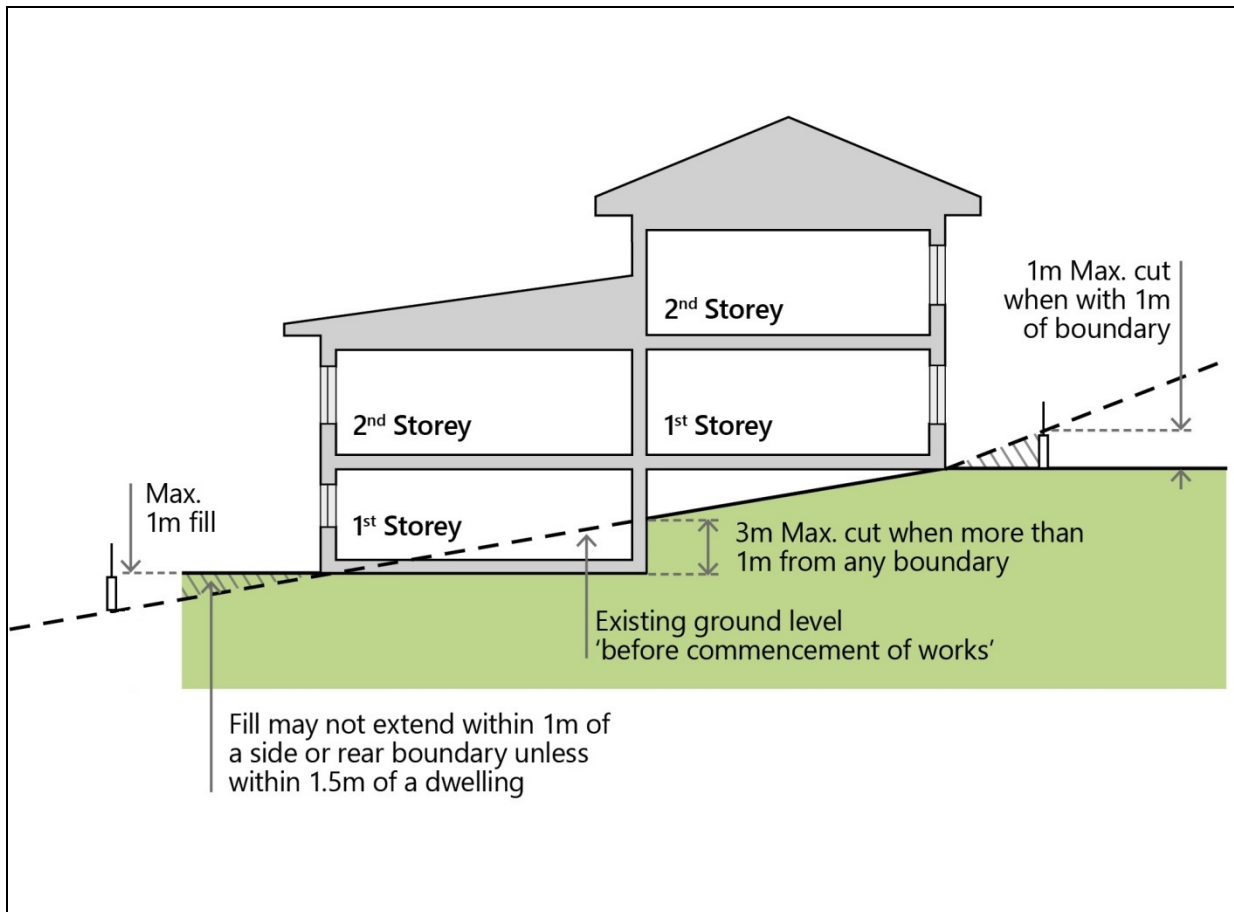 1m Max. cut
when with 1m
of boundary
2nd Storey
2nd Storey
1st Storey
Max.
1m fill
1st Storey
3m Max. cut when more than
1m from any boundary
Existing ground level
‘before commencement of works’
Fill may not extend within 1m of
a side or rear boundary unless
within 1.5m of a dwelling